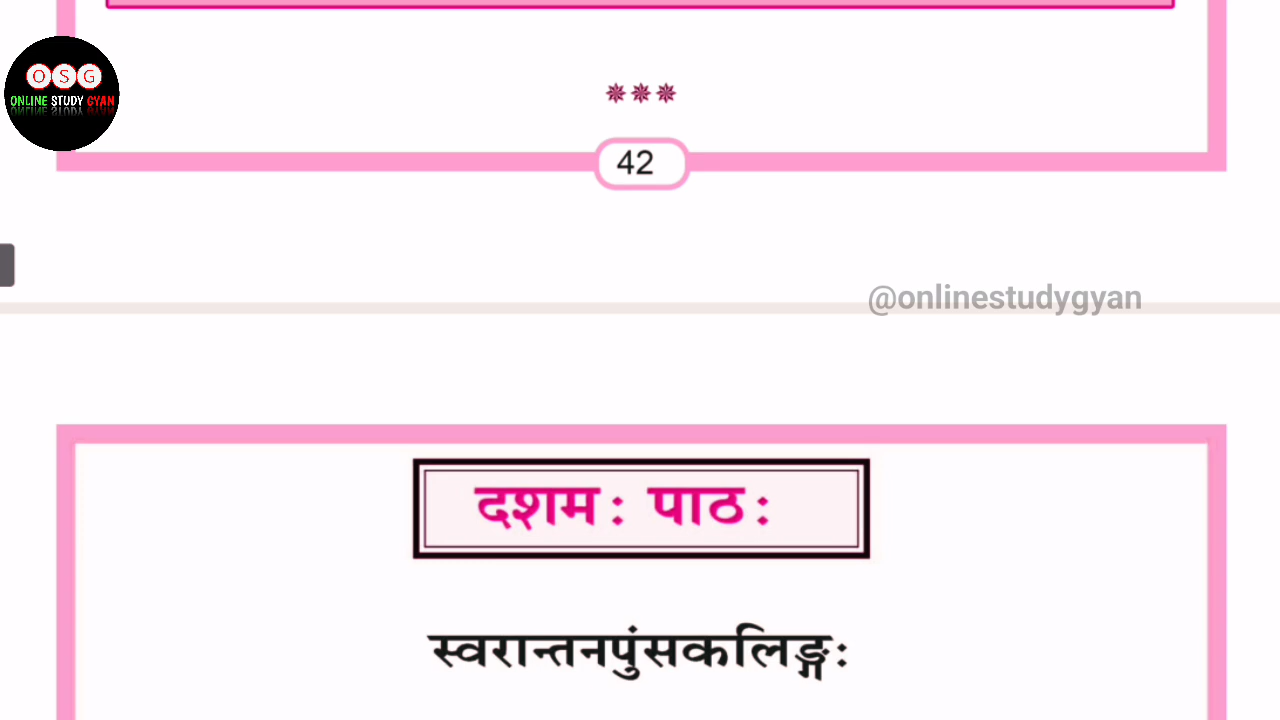 OSG
ONLINE STUDY GYAN
42
@onlinestudygyan
दशम: पाठ:
स्वरान्तनपुंसकलिङ्ग: